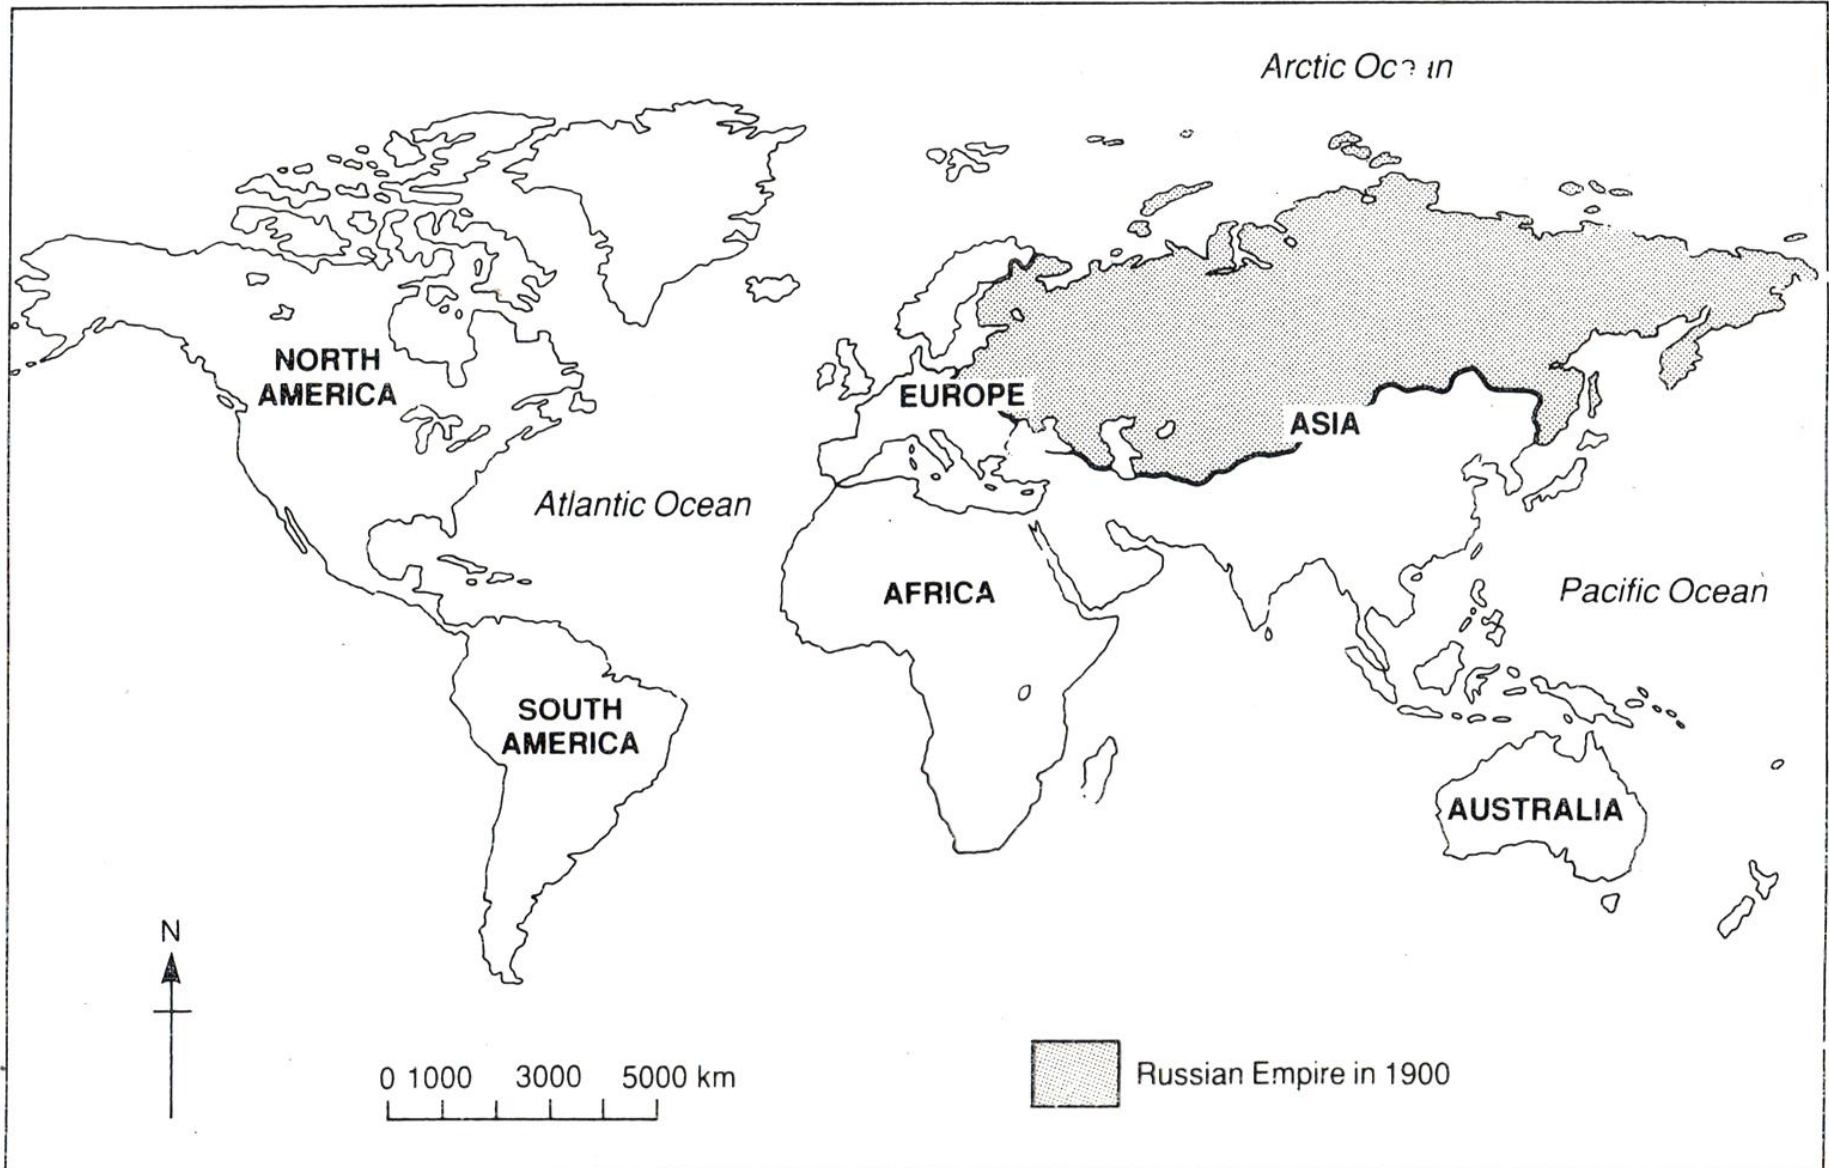 Arctic Ocean
NORTH
AMERICA
EUROPE
ASIA
Atlantic Ocean
AFRICA
Pacific Ocean
SOUTH
AMERICA
AUSTRALIA
N
0 1000 3000 5000 km
Russian Empire in 1900